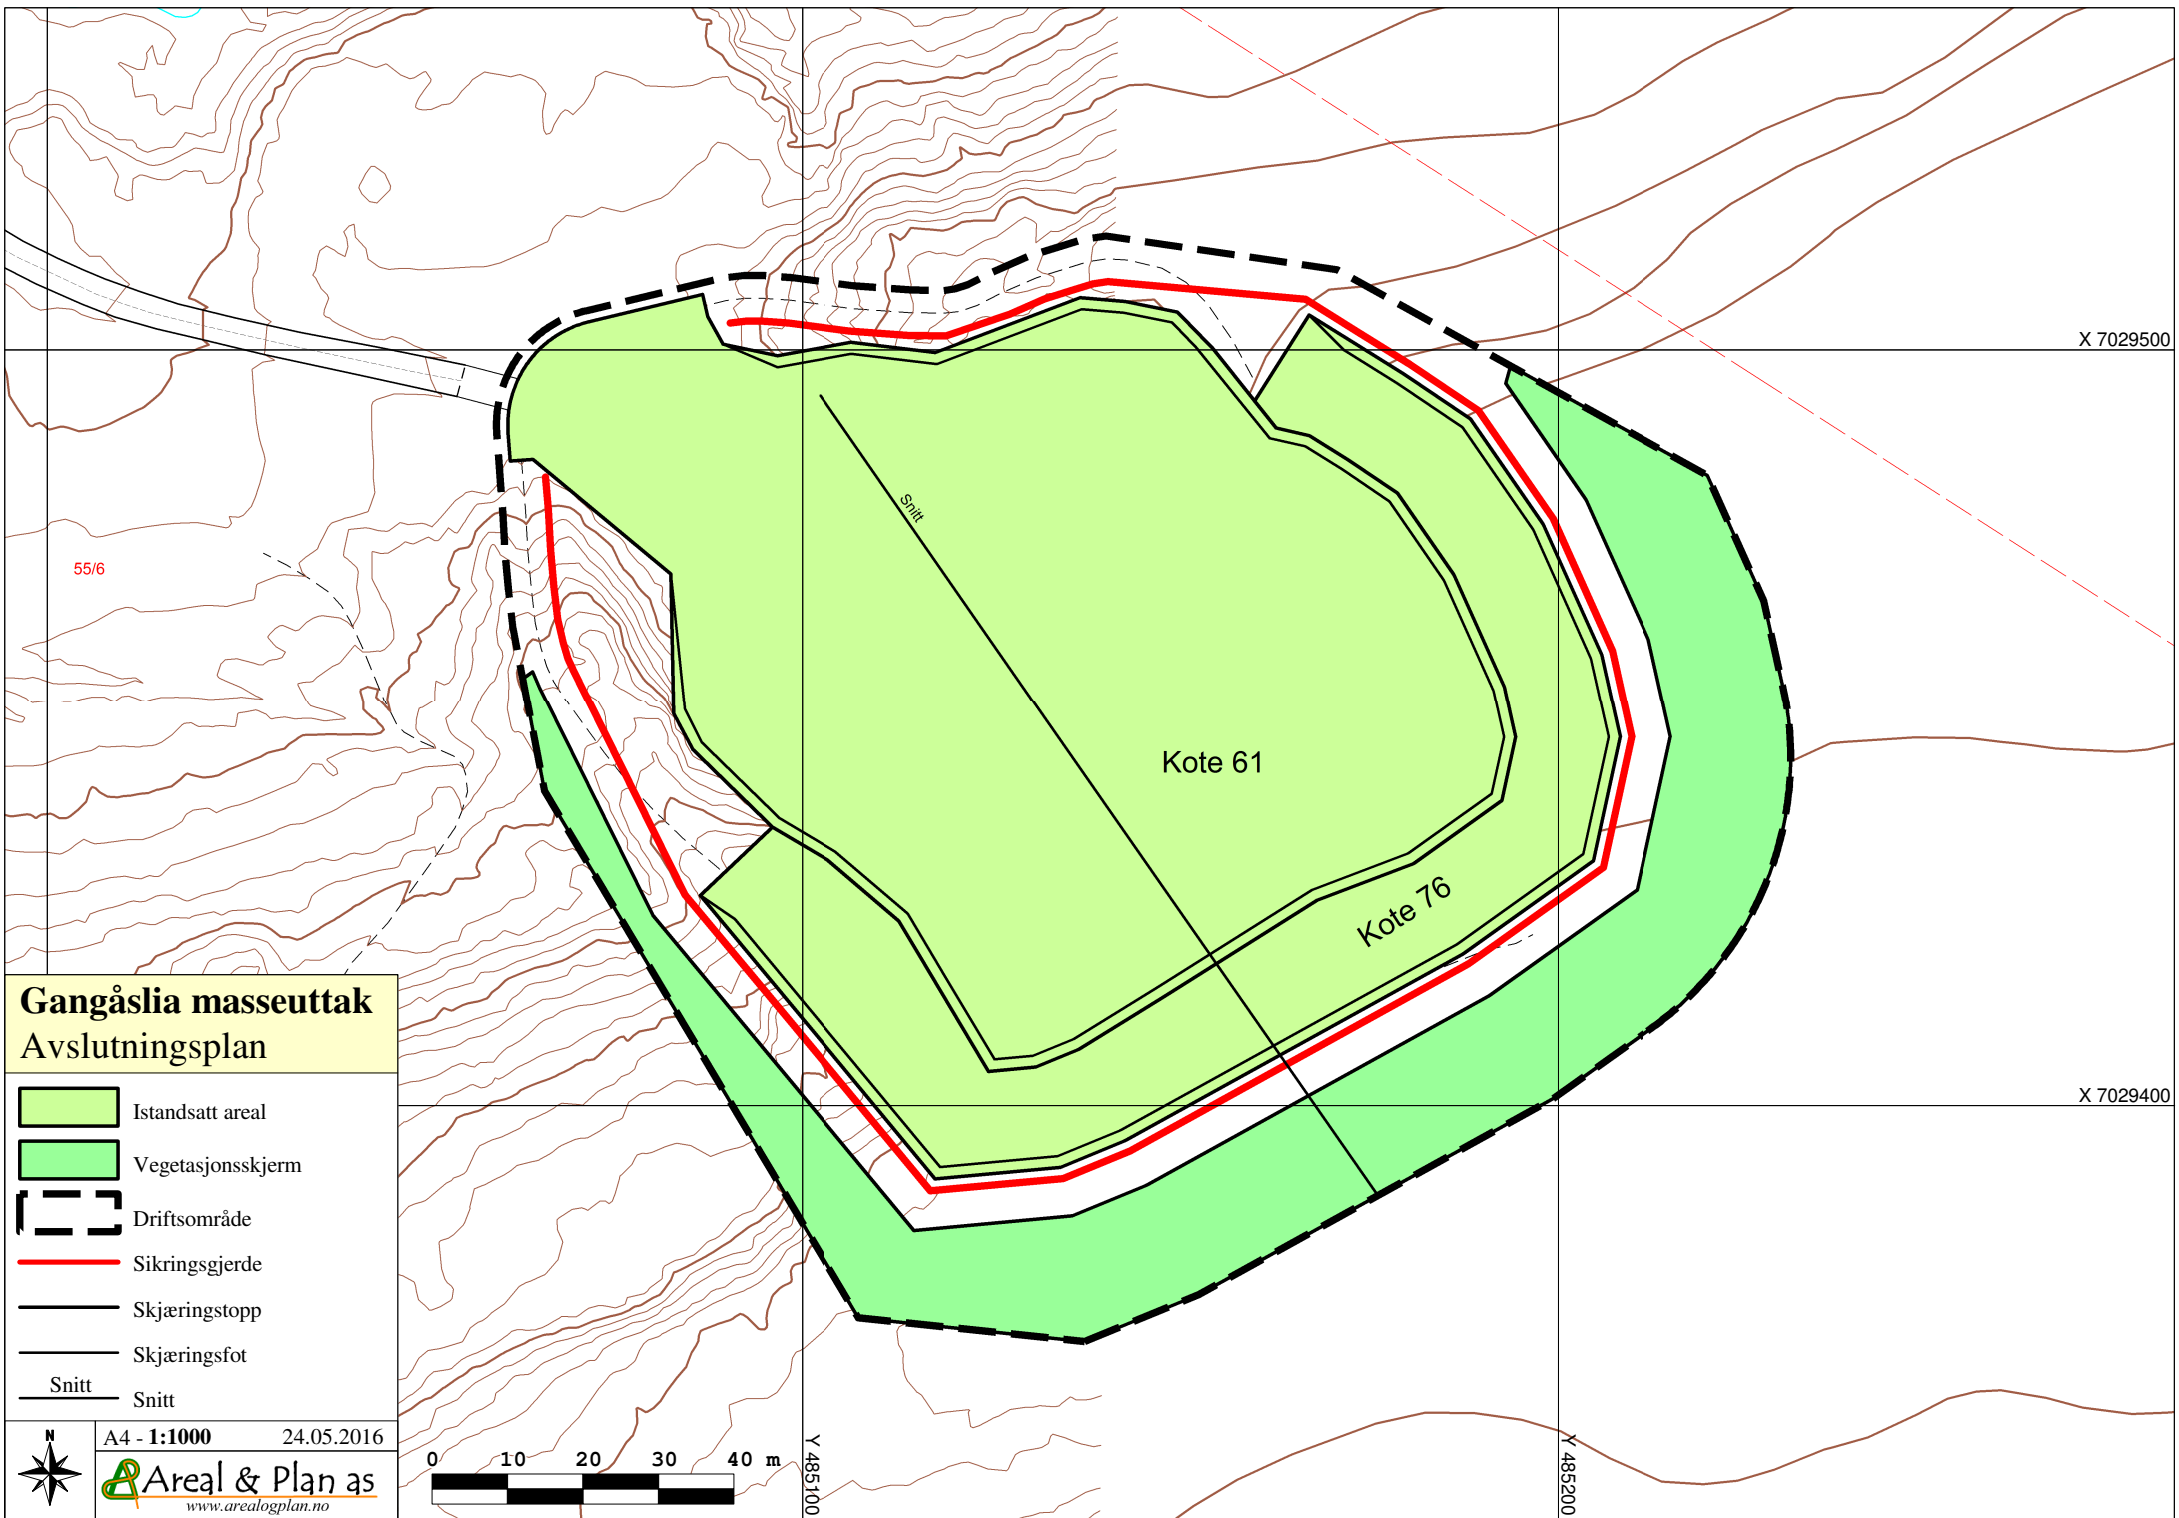 X 7029500
Snitt
55/6
Kote 61
Kote 76
Gangåslia masseuttak
Avslutningsplan
X 7029400
Istandsatt areal
Vegetasjonsskjerm
Driftsområde
Sikringsgjerde
Skjæringstopp
Skjæringsfot
Snitt
Snitt
N
A4 - 1:1000 24.05.2016
Areal & Plan as
www.arealogplan.no
0 10 20 30 40 m
Y 485100
Y 485200